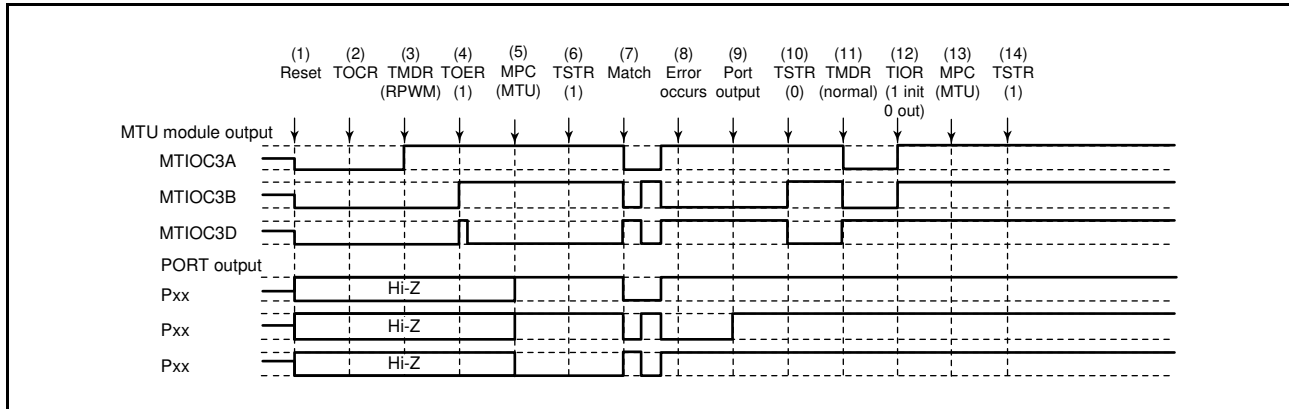 (1) (2) (3) (4) (5) (6) (7) (8) (9) (10) (11) (12) (13) (14)
Reset TOCR TMDR TOER MPC TSTR Match Error Port TSTR TMDR TIOR MPC TSTR
(RPWM) (1) (MTU) (1) occurs output (0) (normal) (1 init (MTU) (1)
0 out)
MTU module output
MTIOC3A
MTIOC3B
MTIOC3D
PORT output
Pxx Hi-Z
Pxx Hi-Z
Pxx Hi-Z